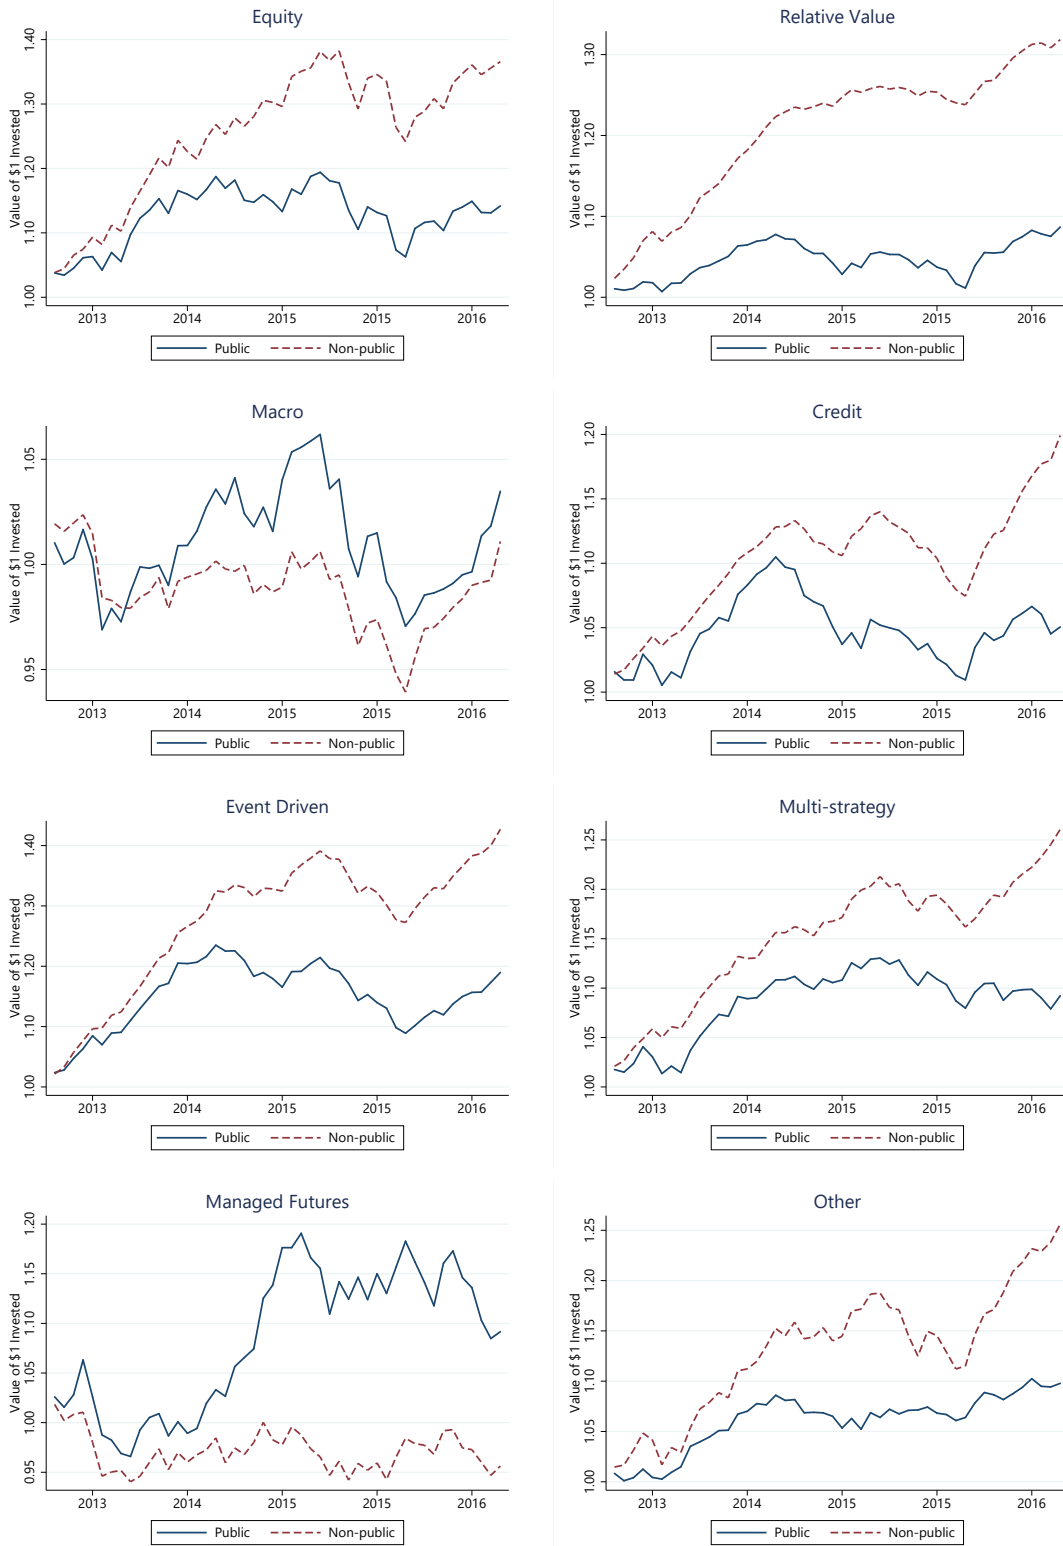 Equity
Value of $1 Invested
1.00 1.10 1.20 1.30 1.40
2013 2014 2015 2015 2016
Public Non-public
Relative Value
Value of $1 Invested
1.00 1.10 1.20 1.30
2013 2014 2015 2015 2016
Public Non-public
Macro
Value of $1 Invested
0.95 1.00 1.05
2013 2014 2015 2015 2016
Public Non-public
Credit
Value of $1 Invested
1.00 1.05 1.10 1.15 1.20
2013 2014 2015 2015 2016
Public Non-public
Event Driven
Value of $1 Invested
1.00 1.10 1.20 1.30 1.40
2013 2014 2015 2015 2016
Public Non-public
Multi-strategy
Value of $1 Invested
1.00 1.05 1.10 1.15 1.20 1.25
2013 2014 2015 2015 2016
Public Non-public
Managed Futures
Value of $1 Invested
0.95 1.00 1.05 1.10 1.15 1.20
2013 2014 2015 2015 2016
Public Non-public
Other
Value of $1 Invested
1.00 1.05 1.10 1.15 1.20 1.25
2013 2014 2015 2015 2016
Public Non-public